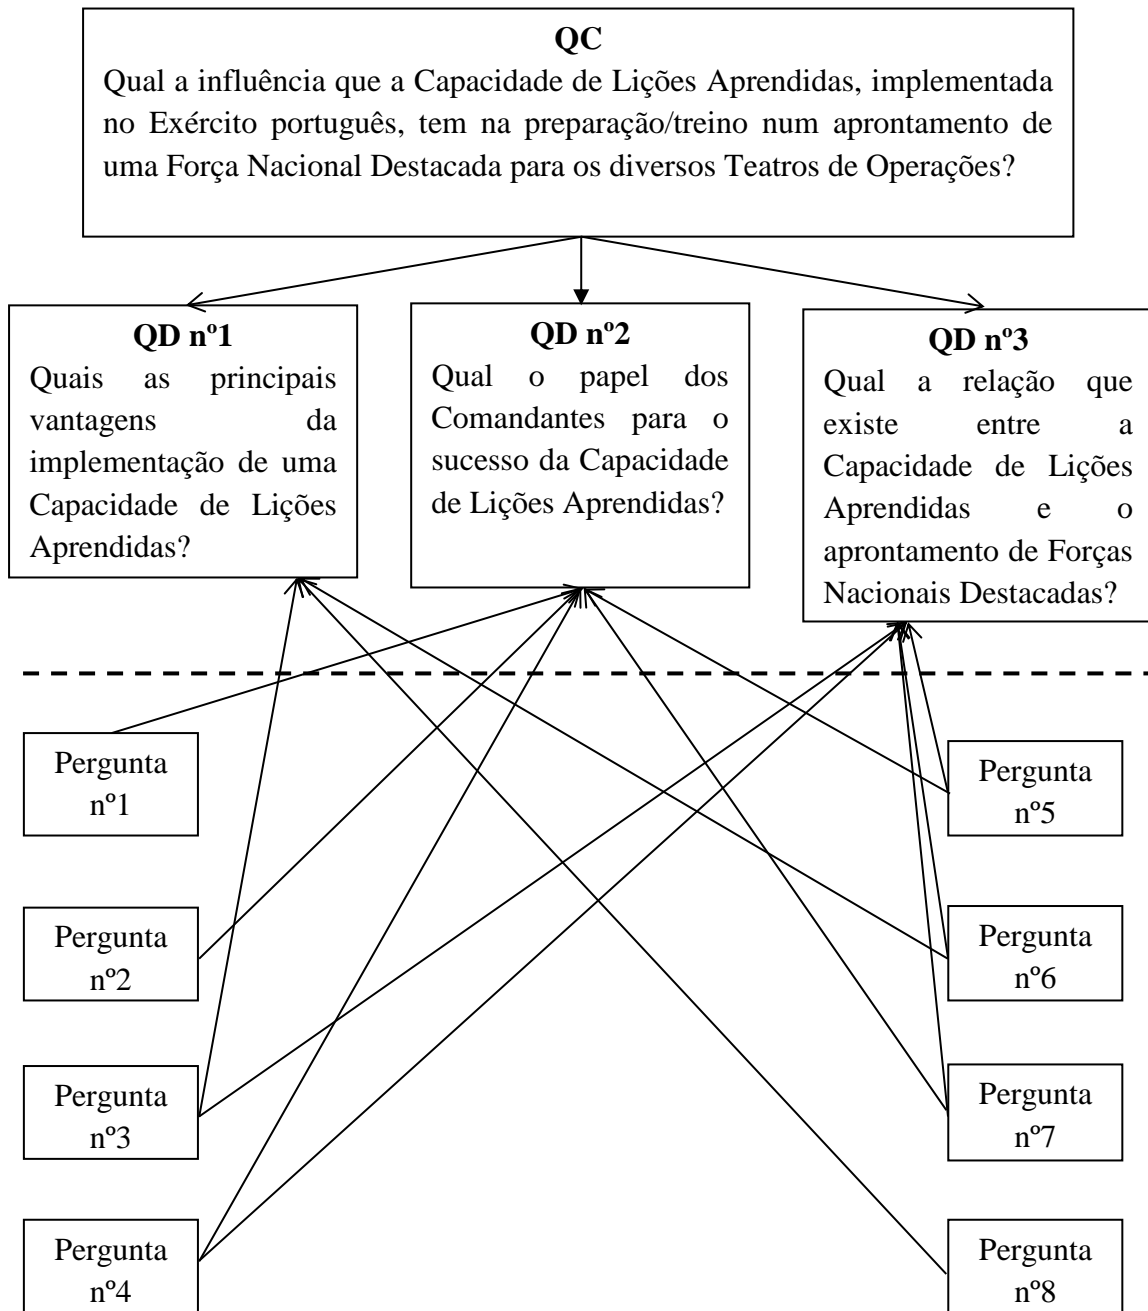 QC
Qual a influência que a Capacidade de Lições Aprendidas, implementada
no Exército português, tem na preparação/treino num aprontamento de
uma Força Nacional Destacada para os diversos Teatros de Operações?
QD nº1
Quais as principais
vantagens da
implementação de uma
Capacidade de Lições
Aprendidas?
QD nº2
Qual o papel dos
Comandantes para o
sucesso da Capacidade
de Lições Aprendidas?
QD nº3
Qual a relação que
existe entre a
Capacidade de Lições
Aprendidas e o
aprontamento de Forças
Nacionais Destacadas?
Pergunta
nº1
Pergunta
nº2
Pergunta
nº3
Pergunta
nº4
Pergunta
nº5
Pergunta
nº6
Pergunta
nº7
Pergunta
nº8